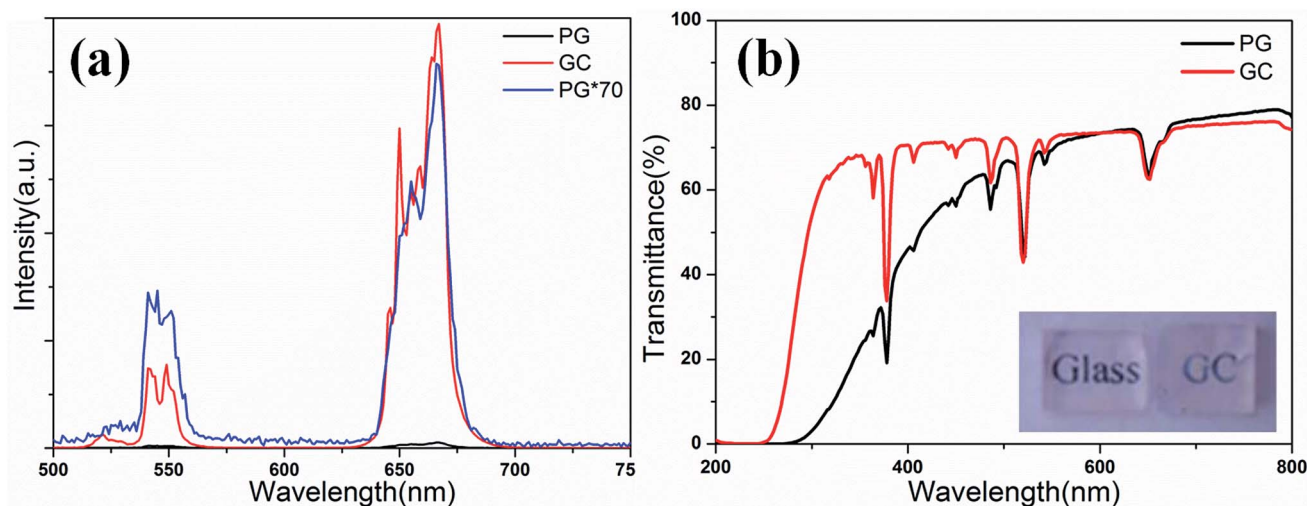 (a)
PG
GC
PG*70
Intensity(a.u.)
500 550 600 650 700 75
Wavelength(nm)
(b)
PG
GC
100
80
60
40
20
0
Transmittance(%)
Glass GC
200 400 600 800
Wavelength(nm)